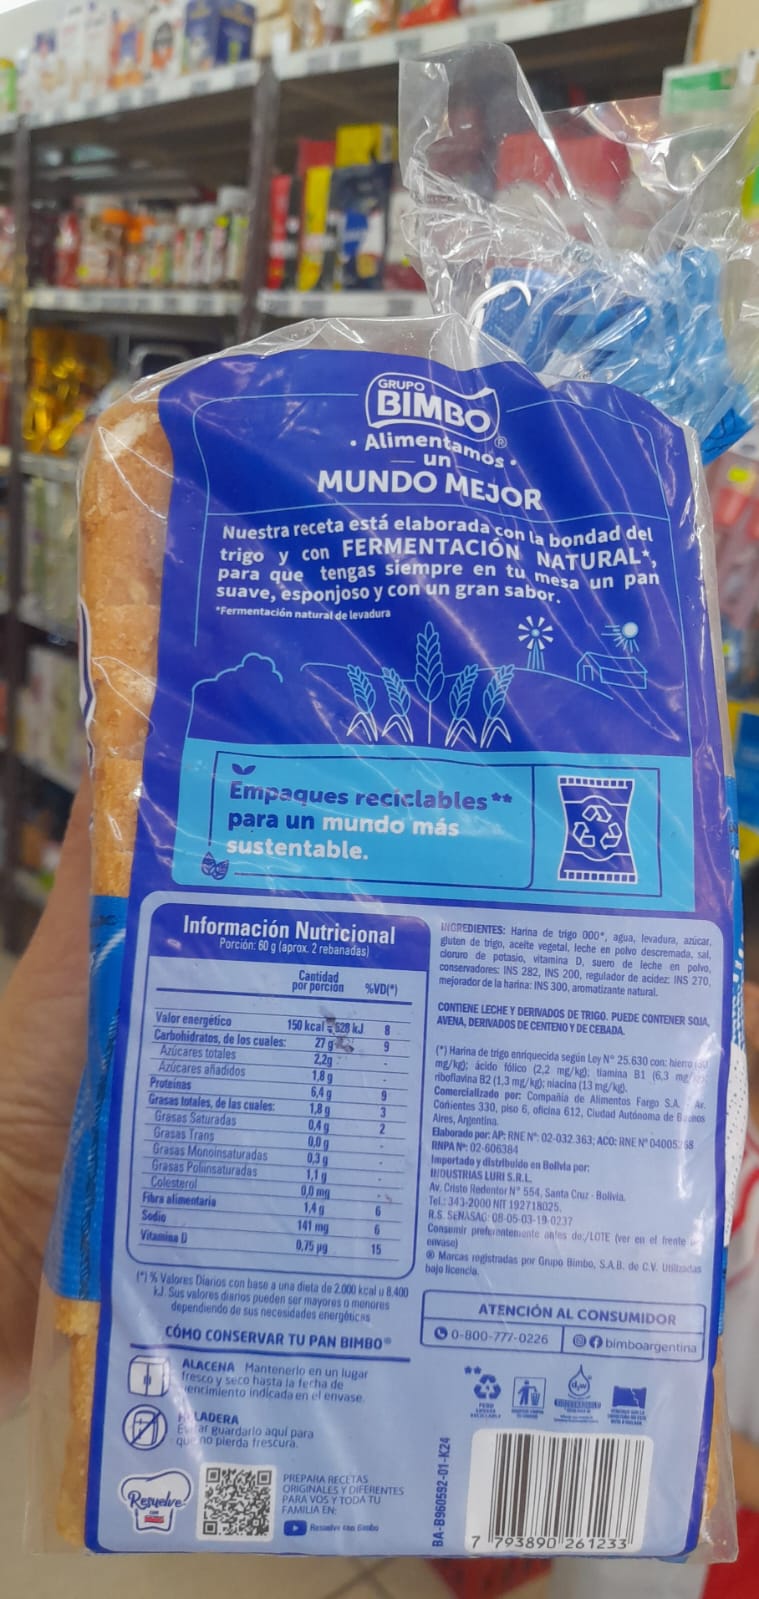 GRUPO
BIMBO®
• Alimentamos •
un
MUNDO MEJOR
Nuestra receta está elaborada con la bondad del
trigo y con FERMENTACIÓN NATURAL*,
para que tengas siempre en tu mesa un pan
suave, esponjoso y con un gran sabor.
*Fermentación natural de levadura
Empaques reciclables**
para un mundo más
sustentable.
Información Nutricional
Porción: 60 g (aprox. 2 rebanadas)
Cantidad
por porción %VD(*)
Valor energético 150 kcal = 628 kJ 8
Carbohidratos, de los cuales: 27 g 9
Azúcares totales 2,2g -
Azúcares añadidos 1,8 g -
Proteínas 6,4 g 9
Grasas totales, de las cuales: 1,8 g 3
Grasas Saturadas 0,4 g 2
Grasas Trans 0,0 g -
Grasas Monoinsaturadas 0,3 g -
Grasas Poliinsaturadas 1,1 g -
Colesterol 0,0 mg -
Fibra alimentaria 1,4 g 6
Sodio 141 mg 6
Vitamina D 0,75 µg 15
(*) % Valores Diarios con base a una dieta de 2.000 kcal u 8.400
kJ. Sus valores diarios pueden ser mayores o menores
dependiendo de sus necesidades energéticas
CÓMO CONSERVAR TU PAN BIMBO®
ALACENA Mantenerlo en un lugar
fresco y seco hasta la fecha de
vencimiento indicada en el envase.
HELADERA
Evitar guardarlo aquí para
que no pierda frescura.
Resuelve
PREPARA RECETAS
ORIGINALES Y DIFERENTES
PARA VOS Y TODA TU
FAMILIA EN:
Resuelve con Bimbo
INGREDIENTES: Harina de trigo 000*, agua, levadura, azúcar,
gluten de trigo, aceite vegetal, leche en polvo descremada, sal,
cloruro de potasio, vitamina D, suero de leche en polvo,
conservadores: INS 282, INS 200, regulador de acidez: INS 270,
mejorador de la harina: INS 300, aromatizante natural.
CONTIENE LECHE Y DERIVADOS DE TRIGO. PUEDE CONTENER SOJA,
AVENA, DERIVADOS DE CENTENO Y DE CEBADA.
(*) Harina de trigo enriquecida según Ley Nº 25.630 con: hierro (30
mg/kg); ácido fólico (2,2 mg/kg); tiamina B1 (6,3 mg/kg);
riboflavina B2 (1,3 mg/kg); niacina (13 mg/kg).
Comercializado por: Compañía de Alimentos Fargo S.A. Av.
Corrientes 330, piso 6, oficina 612, Ciudad Autónoma de Buenos
Aires, Argentina.
Elaborado por: AP: RNE Nº: 02-032.363; ACO: RNE Nº 04005268
RNPA Nº: 02-606384
Importado y distribuido en Bolivia por:
INDUSTRIAS LURI S.R.L.
Av. Cristo Redentor Nº 554, Santa Cruz - Bolivia.
Tel.: 343-2000 NIT 192718025.
R.S. SENASAG: 08-05-03-19-0237
Consumir preferentemente antes de:/LOTE (ver en el frente
envase)
® Marcas registradas por Grupo Bimbo, S.A.B. de C.V. Utilizadas
bajo licencia.
ATENCIÓN AL CONSUMIDOR
0-800-777-0226 bimboargentina
**
d2w
BA-B960592-01-K24
7 793890 261233